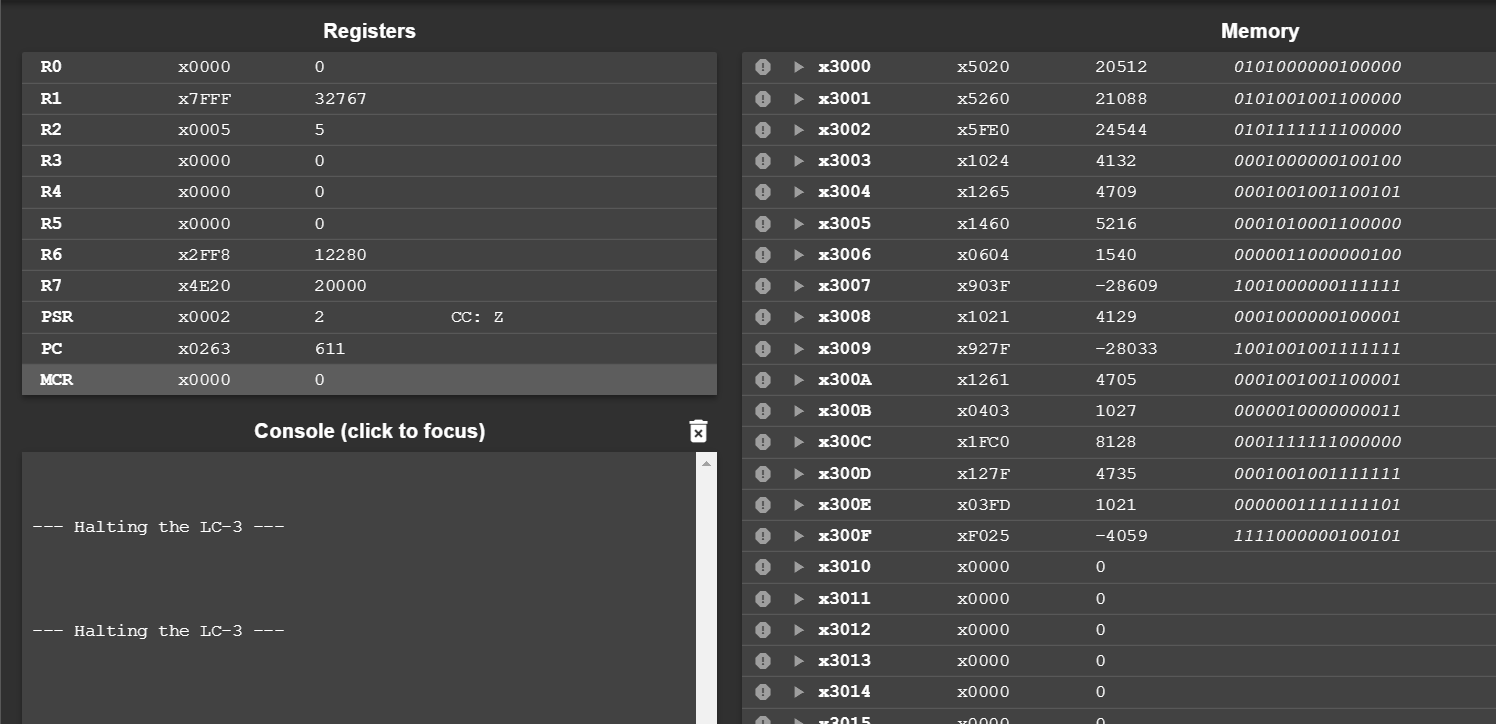 Registers
R0 x0000 0
R1 x7FFF 32767
R2 x0005 5
R3 x0000 0
R4 x0000 0
R5 x0000 0
R6 x2FF8 12280
R7 x4E20 20000
PSR x0002 2 CC: Z
PC x0263 611
MCR x0000 0
Console (click to focus)
--- Halting the LC-3 ---
--- Halting the LC-3 ---
Memory
x3000 x5020 20512 0101000000100000
x3001 x5260 21088 0101001001100000
x3002 x5FE0 24544 0101111111100000
x3003 x1024 4132 0001000000100100
x3004 x1265 4709 0001001001100101
x3005 x1460 5216 0001010001100000
x3006 x0604 1540 0000011000000100
x3007 x903F -28609 1001000000111111
x3008 x1021 4129 0001000000100001
x3009 x927F -28033 1001001001111111
x300A x1261 4705 0001001001100001
x300B x0403 1027 0000010000000011
x300C x1FC0 8128 0001111111000000
x300D x127F 4735 0001001001111111
x300E x03FD 1021 0000001111111101
x300F xF025 -4059 1111000000100101
x3010 x0000 0
x3011 x0000 0
x3012 x0000 0
x3013 x0000 0
x3014 x0000 0
x3015 x0000 0